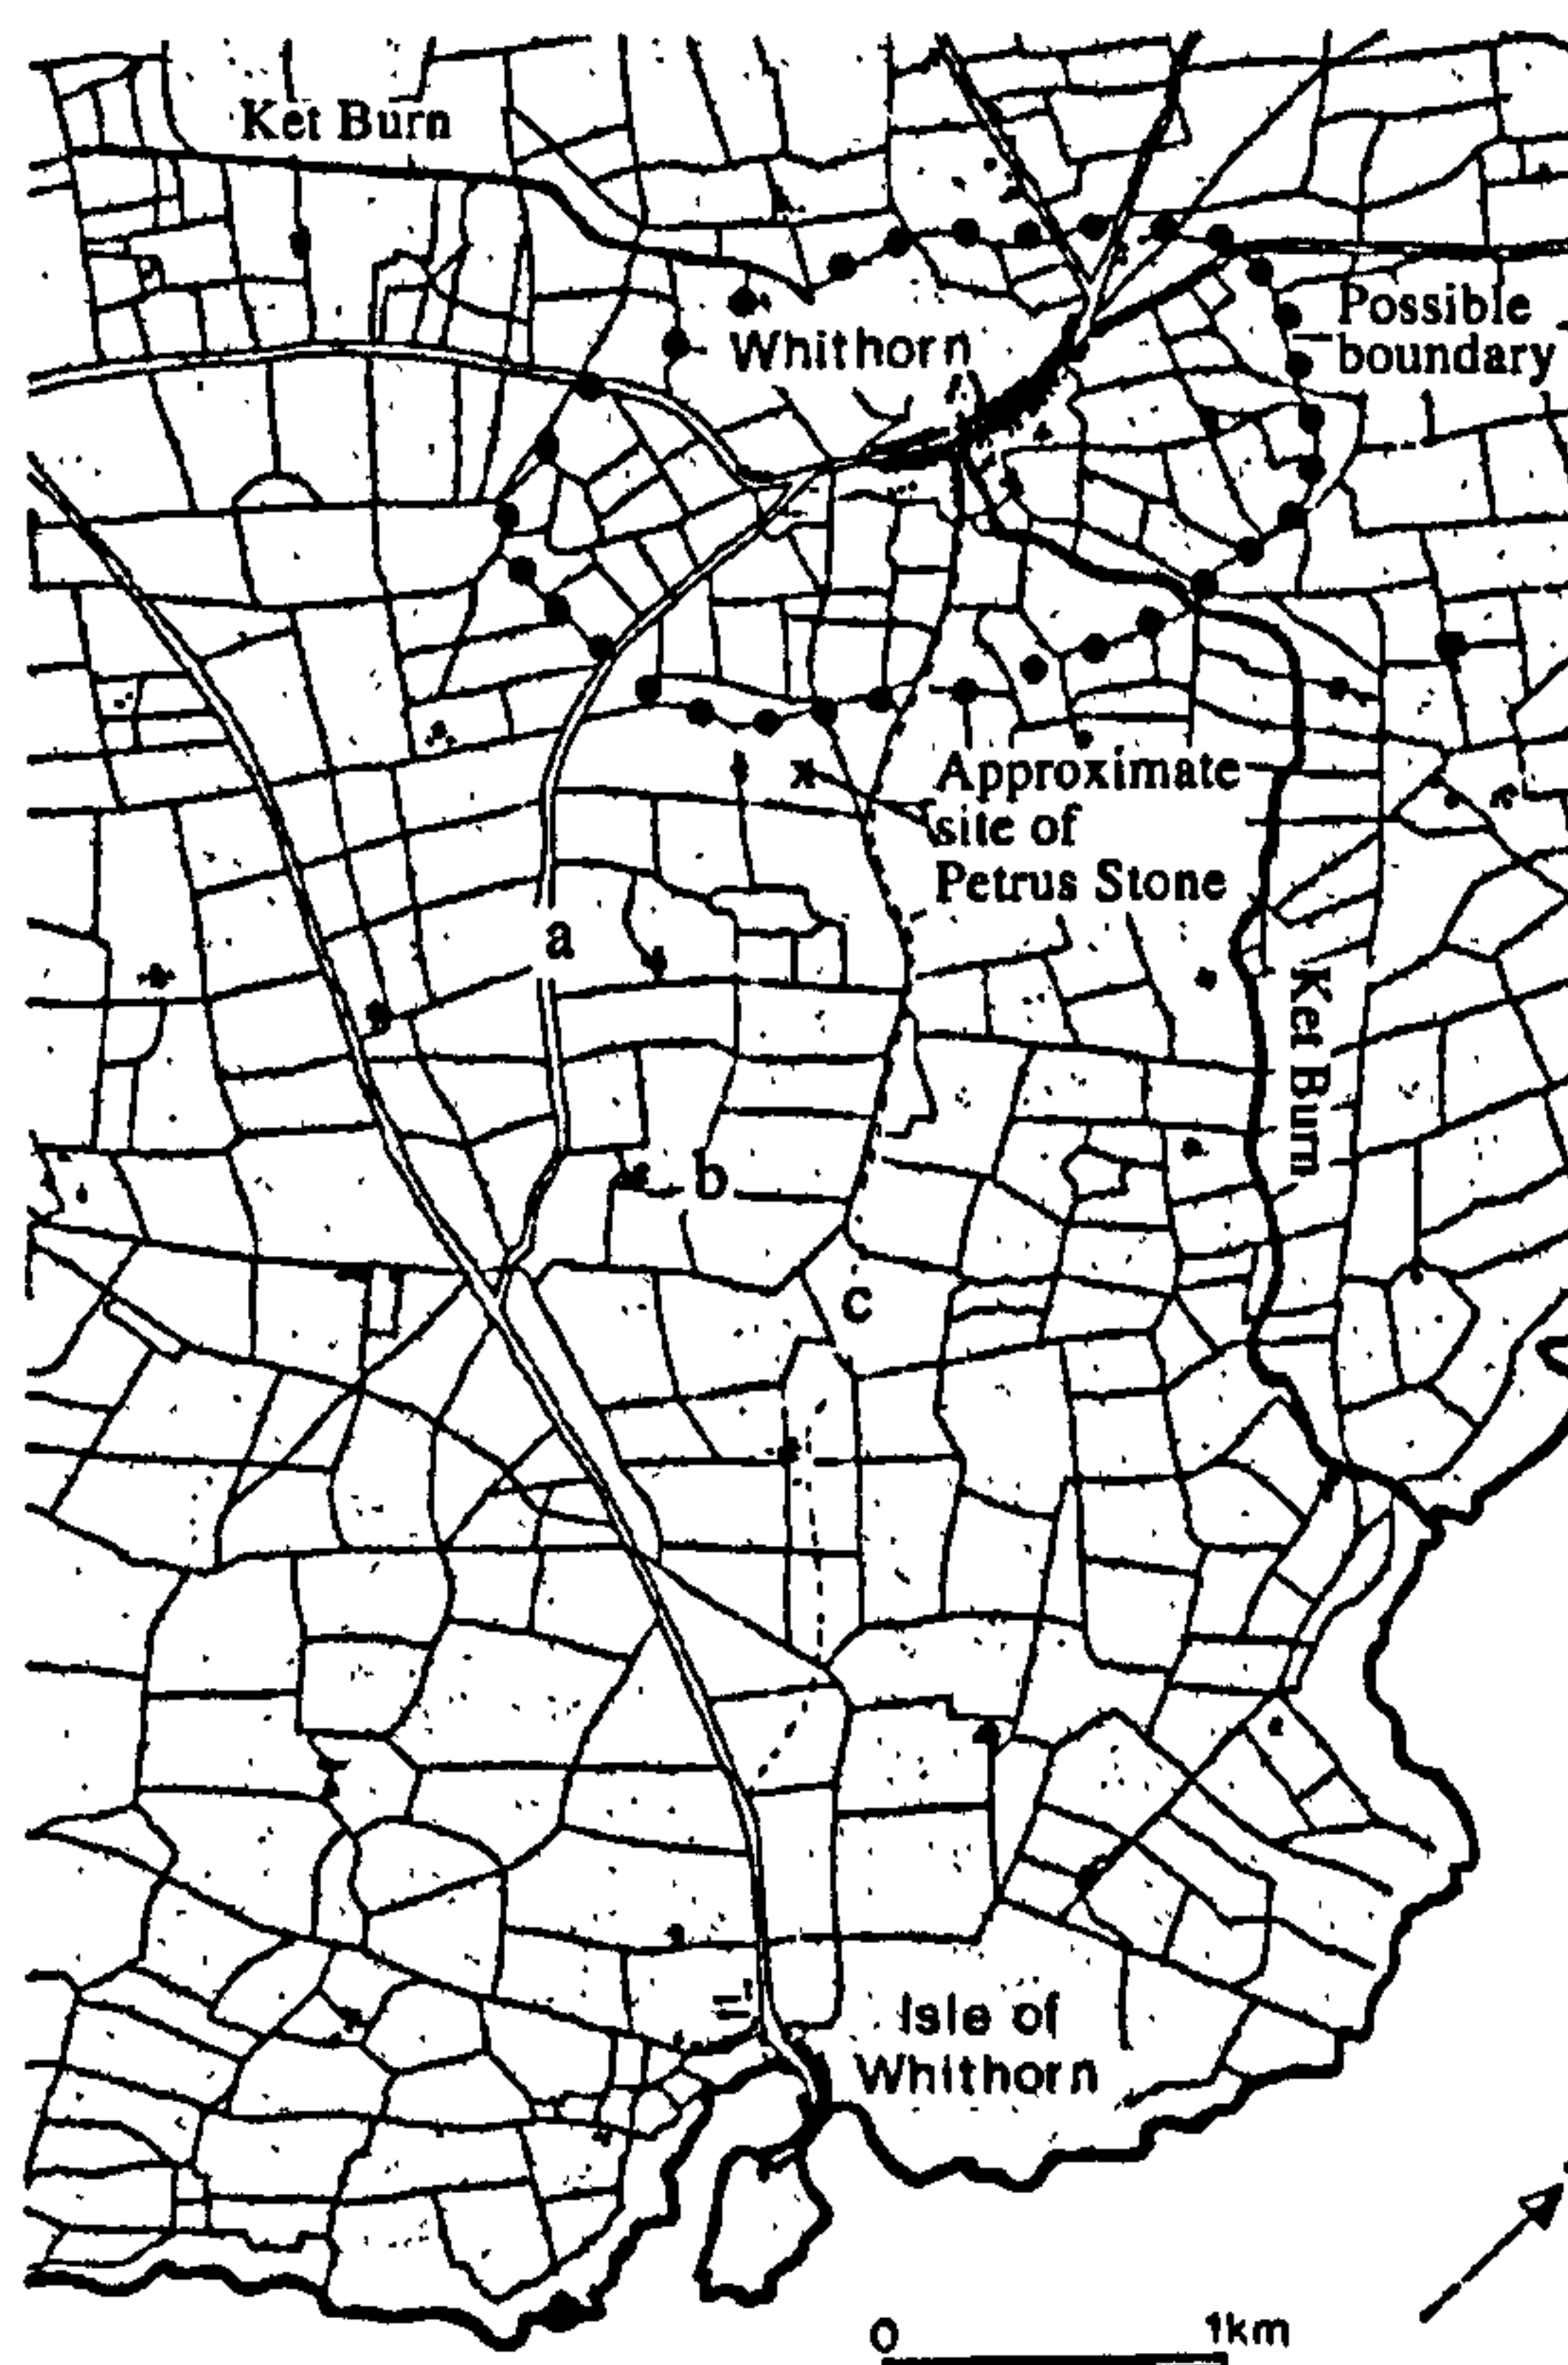 Ket Burn
Possible
boundary
Whithorn
Approximate
x
site of
Petrus Stone
a
Ket Burn
b
c
Isle of
Whithorn
0
1km